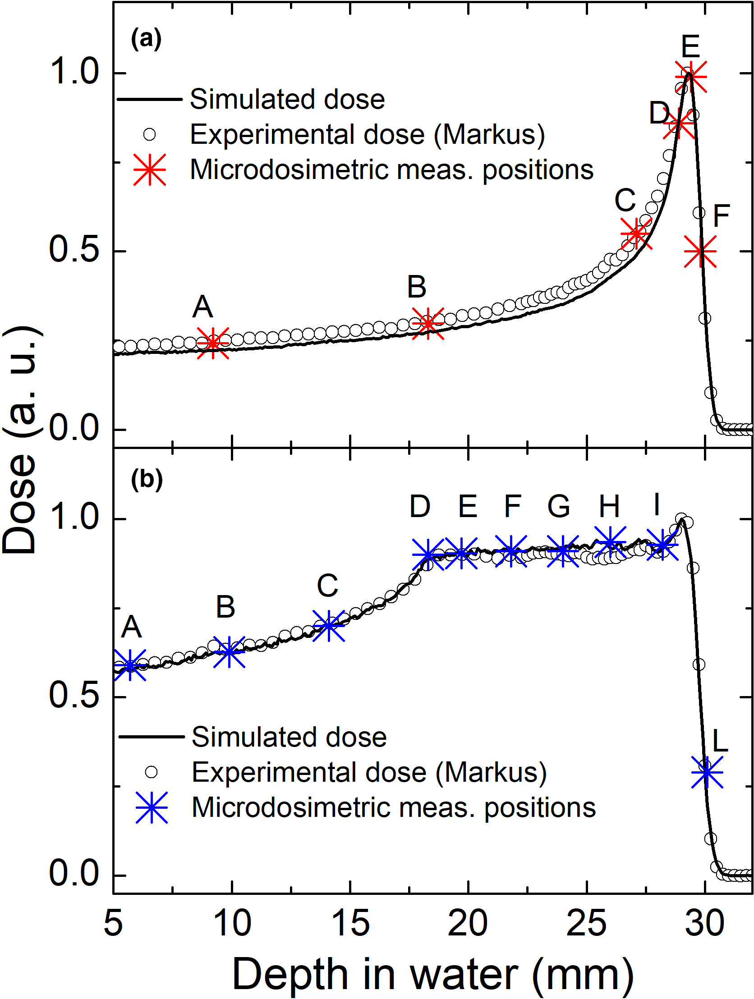 (a)
E
1.0
Simulated dose
D
Experimental dose (Markus)
Microdosimetric meas. positions
C
F
0.5
B
A
0.0
Dose (a. u.)
(b)
D E F G H I
1.0
C
B
A
0.5
Simulated dose
L
Experimental dose (Markus)
Microdosimetric meas. positions
0.0
5 10 15 20 25 30
Depth in water (mm)